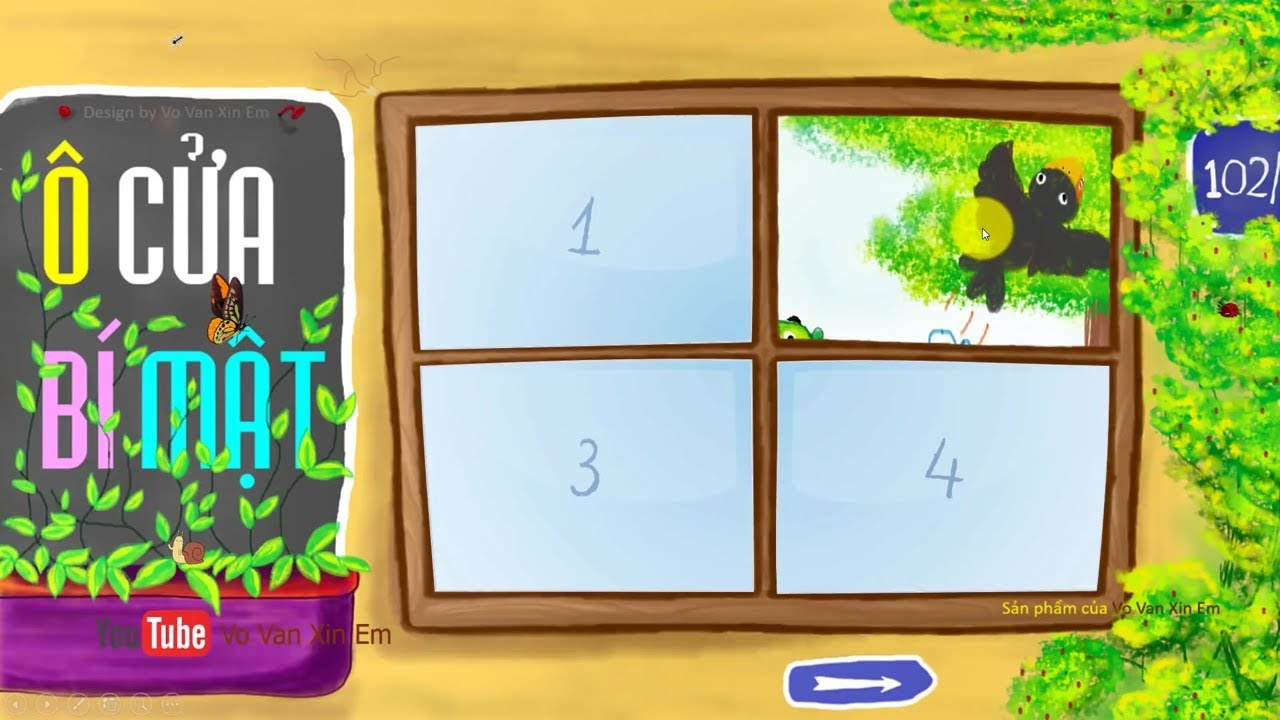 Design by Vo Van Xin Em
Ô CỬA
BÍ MẬT
1
3
4
102/
Sản phẩm của Vo Van Xin Em
YouTube Vo Van Xin Em